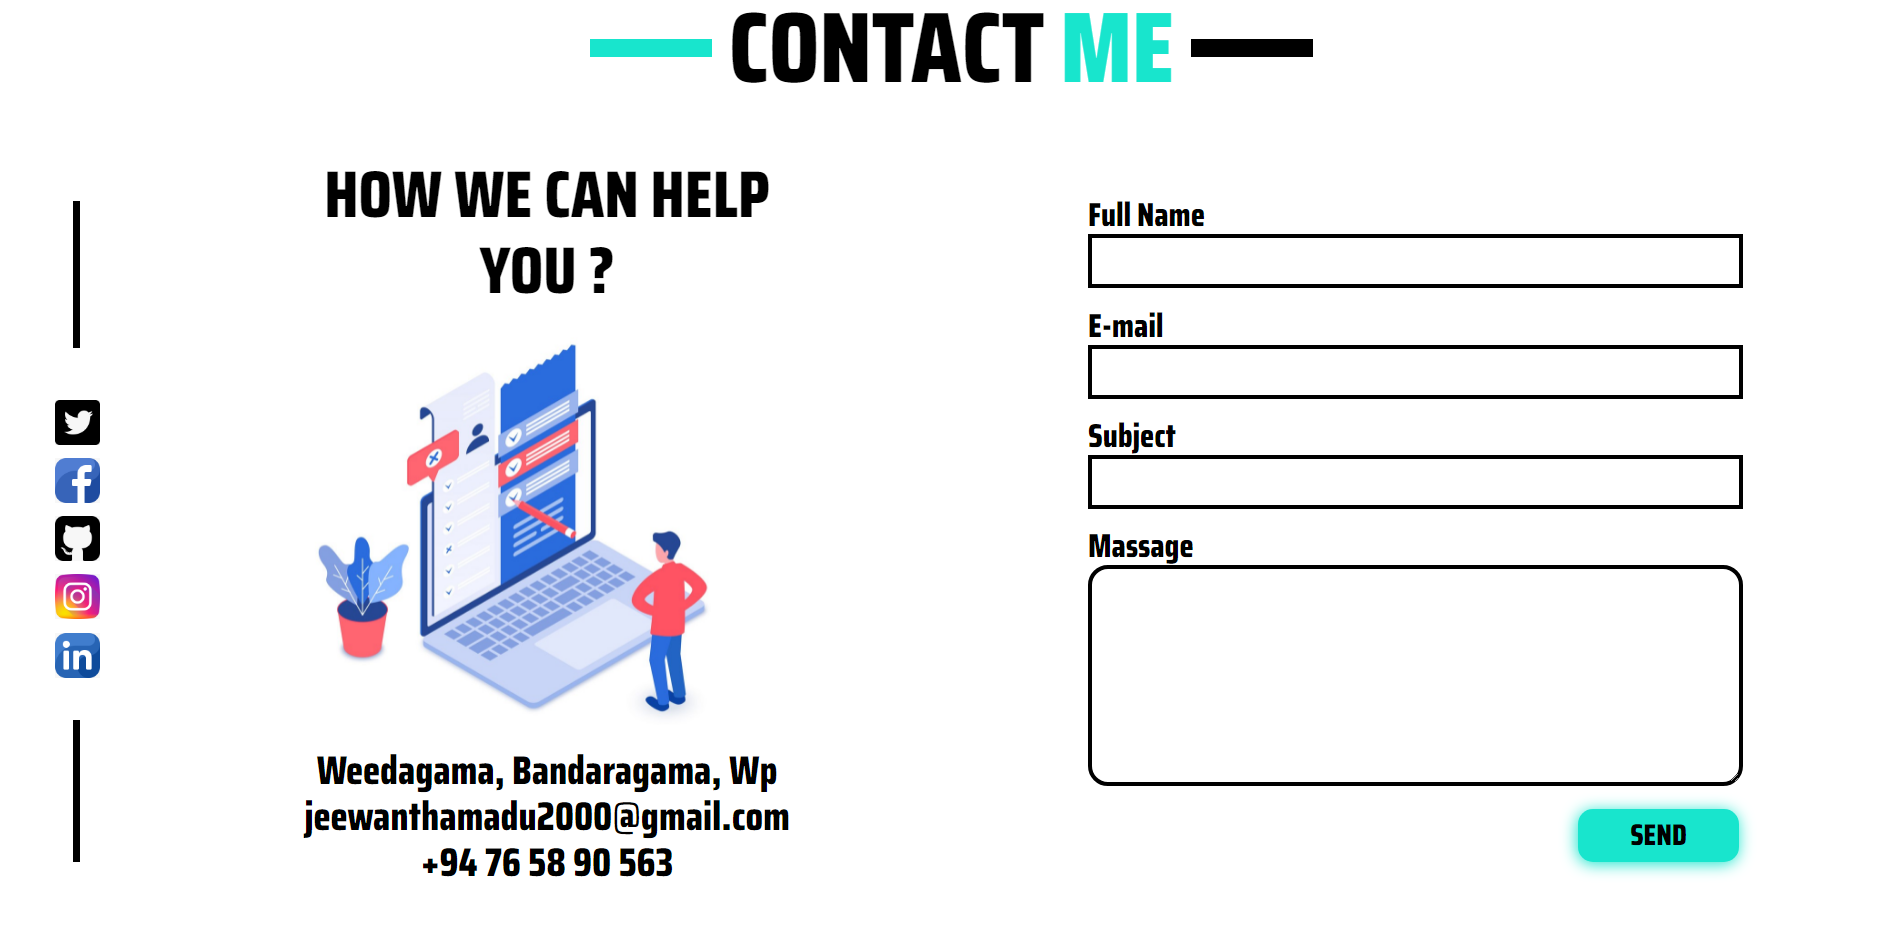 CONTACT ME
HOW WE CAN HELP
YOU ?
Weedagama, Bandaragama, Wp
jeewanthamadu2000@gmail.com
+94 76 58 90 563
Full Name
E-mail
Subject
Massage
SEND
in